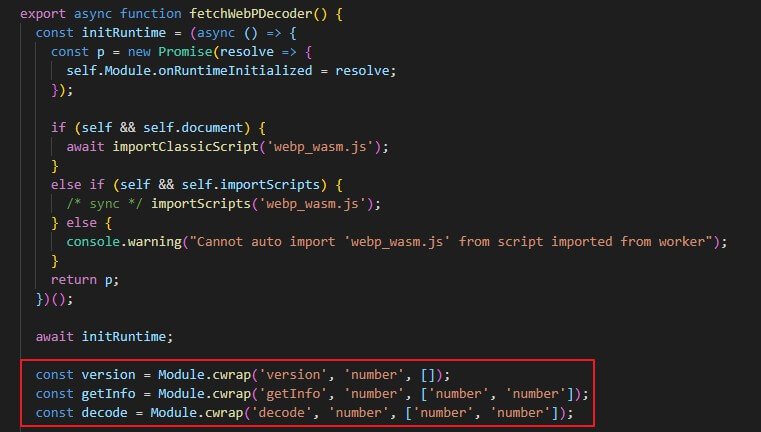 export async function fetchWebPDecoder() {
const initRuntime = (async () => {
const p = new Promise(resolve => {
self.Module.onRuntimeInitialized = resolve;
});
if (self && self.document) {
await importClassicScript('webp_wasm.js');
}
else if (self && self.importScripts) {
/* sync */ importScripts('webp_wasm.js');
} else {
console.warning("Cannot auto import 'webp_wasm.js' from script imported from worker");
}
return p;
})();
await initRuntime;
const version = Module.cwrap('version', 'number', []);
const getInfo = Module.cwrap('getInfo', 'number', ['number', 'number']);
const decode = Module.cwrap('decode', 'number', ['number', 'number']);